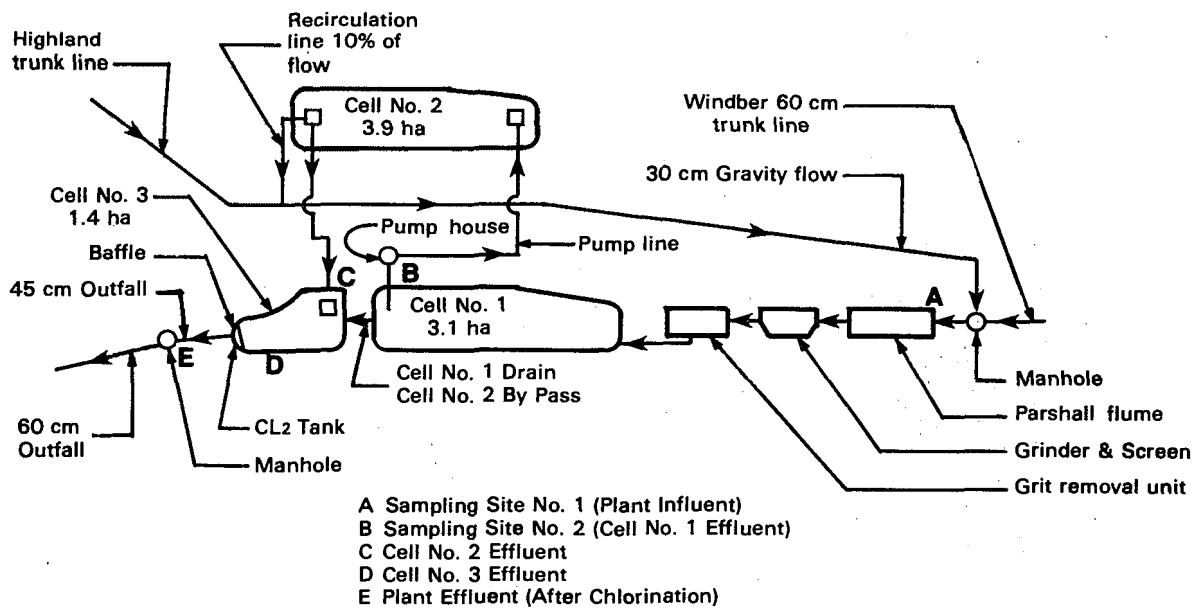 Highland
trunk line
Recirculation
line 10% of
flow
Cell No. 2
3.9 ha
Windber 60 cm
trunk line
30 cm Gravity flow
Cell No. 3
1.4 ha
Pump house
Pump line
Baffle
45 cm Outfall
C
B
A
Cell No. 1
3.1 ha
E
D
Cell No. 1 Drain
Cell No. 2 By Pass
Manhole
Parshall flume
Grinder & Screen
Grit removal unit
60 cm
Outfall
CL2 Tank
Manhole
A Sampling Site No. 1 (Plant Influent)
B Sampling Site No. 2 (Cell No. 1 Effluent)
C Cell No. 2 Effluent
D Cell No. 3 Effluent
E Plant Effluent (After Chlorination)